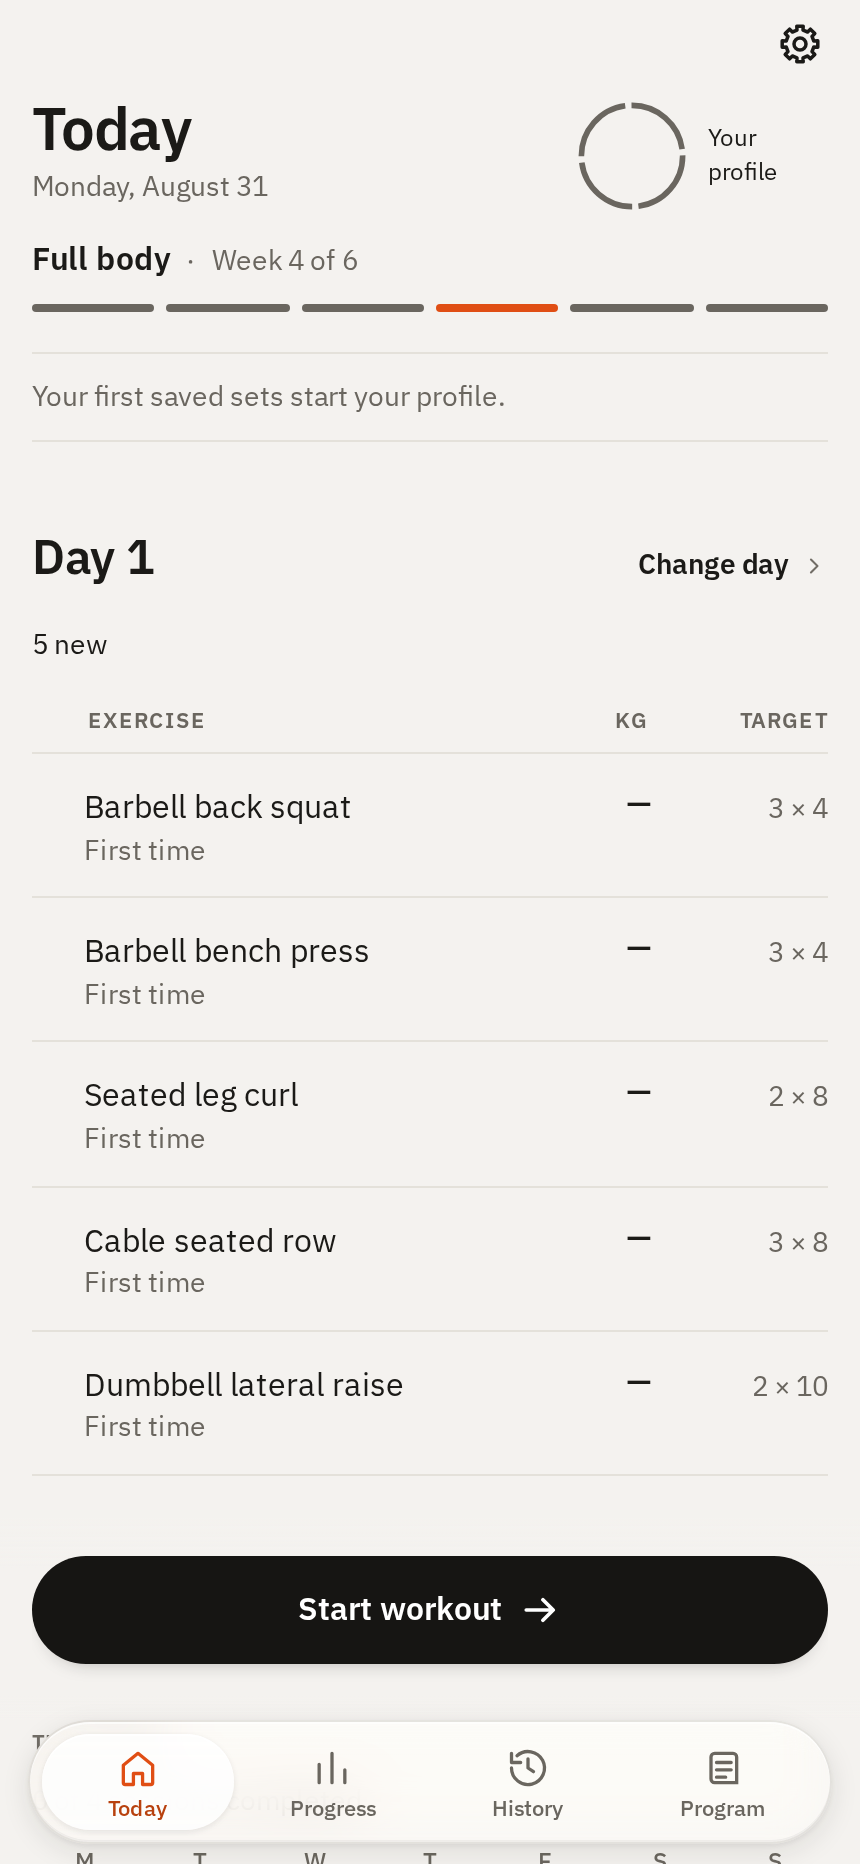 Today
Monday, August 31
Your
profile
Full body · Week 4 of 6
Your first saved sets start your profile.
Day 1
Change day
5 new
EXERCISE KG TARGET
Barbell back squat – 3 × 4
First time
Barbell bench press – 3 × 4
First time
Seated leg curl – 2 × 8
First time
Cable seated row – 3 × 8
First time
Dumbbell lateral raise – 2 × 10
First time
Start workout →
Today Progress History Program
M T W T F S S